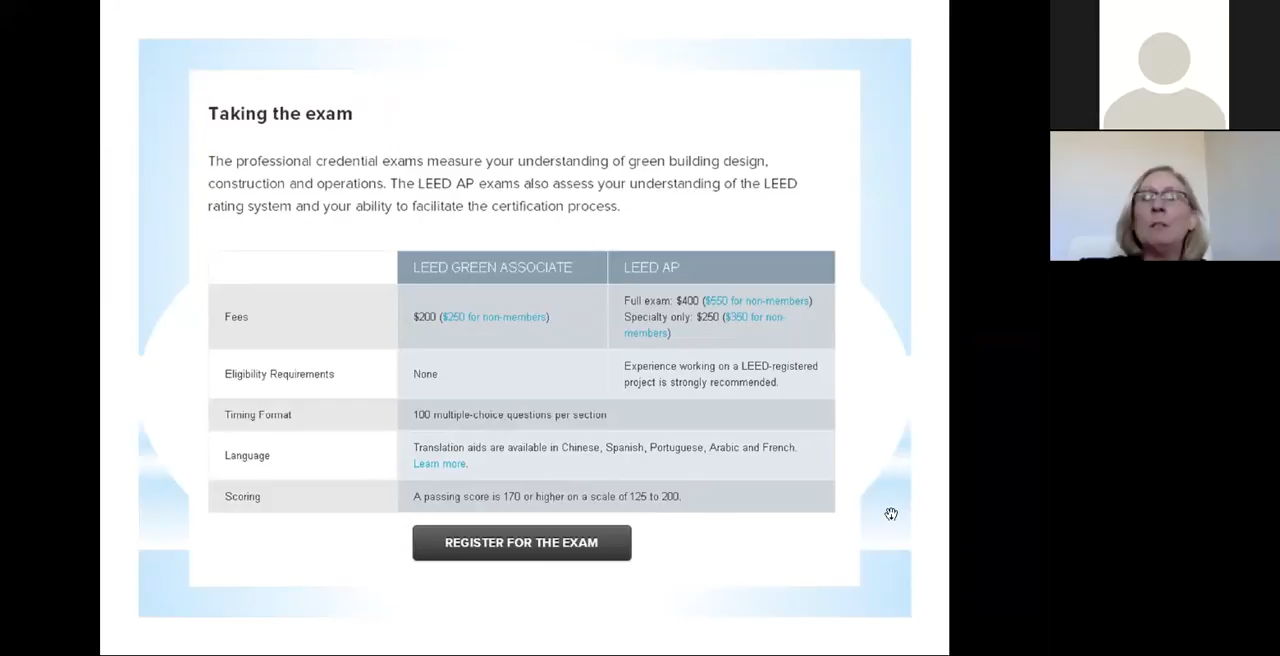 Taking the exam
The professional credential exams measure your understanding of green building design,
construction and operations. The LEED AP exams also assess your understanding of the LEED
rating system and your ability to facilitate the certification process.
LEED GREEN ASSOCIATE
LEED AP
Fees
$200 ($250 for non-members)
Full exam: $400 ($550 for non-members)
Specialty only: $250 ($350 for non-
members)
Eligibility Requirements
None
Experience working on a LEED-registered
project is strongly recommended.
Timing Format
100 multiple-choice questions per section
Language
Translation aids are available in Chinese, Spanish, Portuguese, Arabic and French.
Learn more.
Scoring
A passing score is 170 or higher on a scale of 125 to 200.
REGISTER FOR THE EXAM